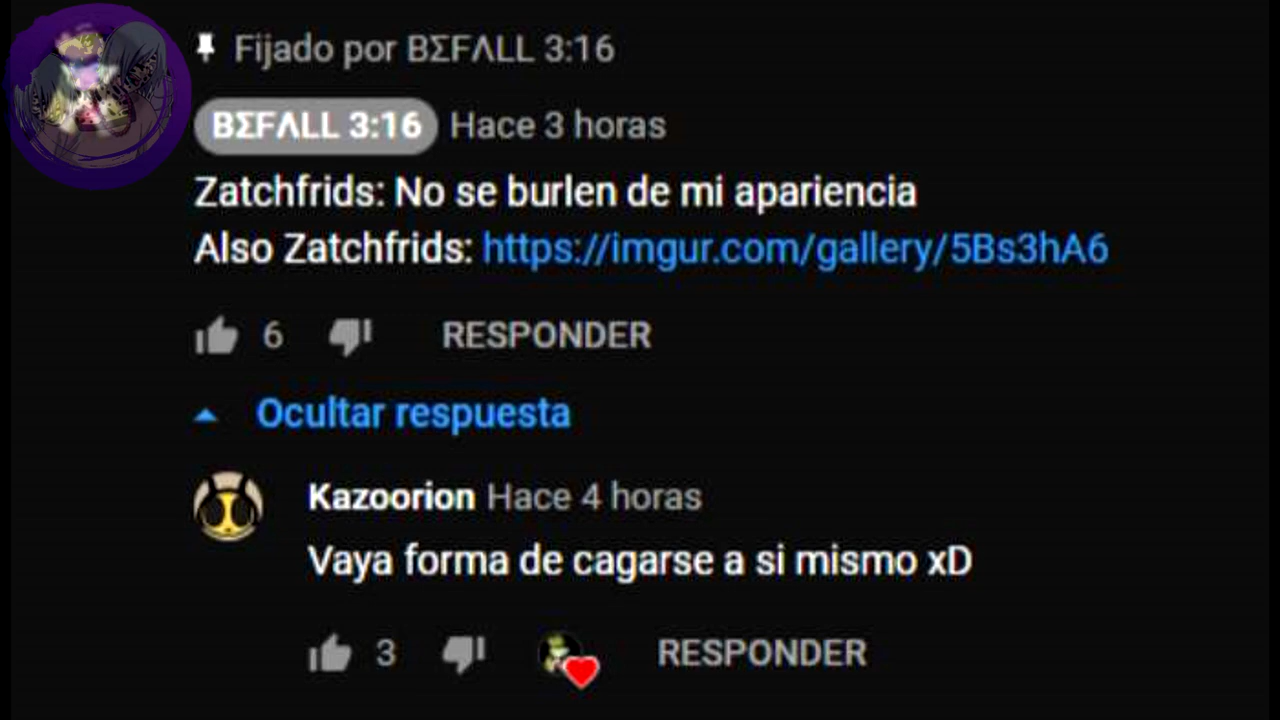 Fijado por BΣFΛLL 3:16
BΣFΛLL 3:16 Hace 3 horas
Zatchfrids: No se burlen de mi apariencia
Also Zatchfrids: https://imgur.com/gallery/5Bs3hA6
6 RESPONDER
Ocultar respuesta
Kazoorion Hace 4 horas
Vaya forma de cagarse a si mismo xD
3 RESPONDER